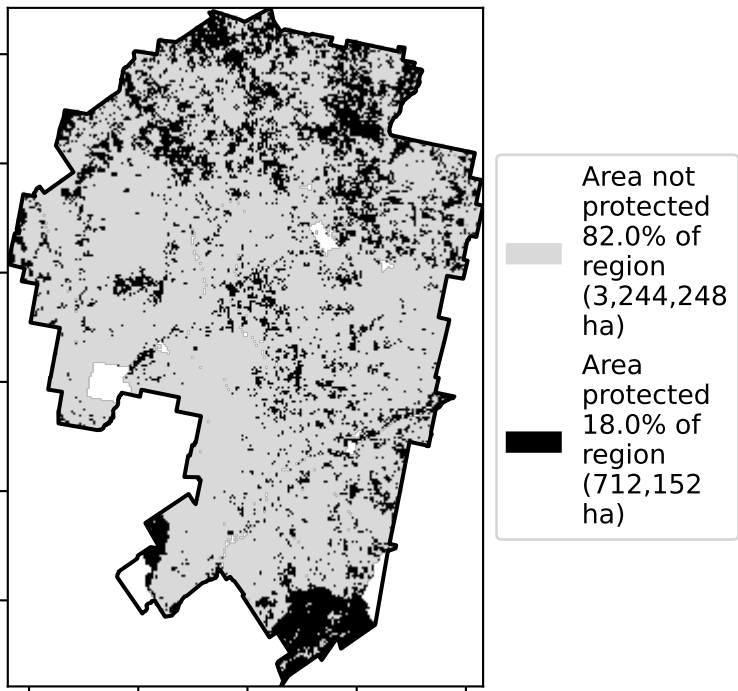 Area not
protected
82.0% of
region
(3,244,248
ha)
Area
protected
18.0% of
region
(712,152
ha)